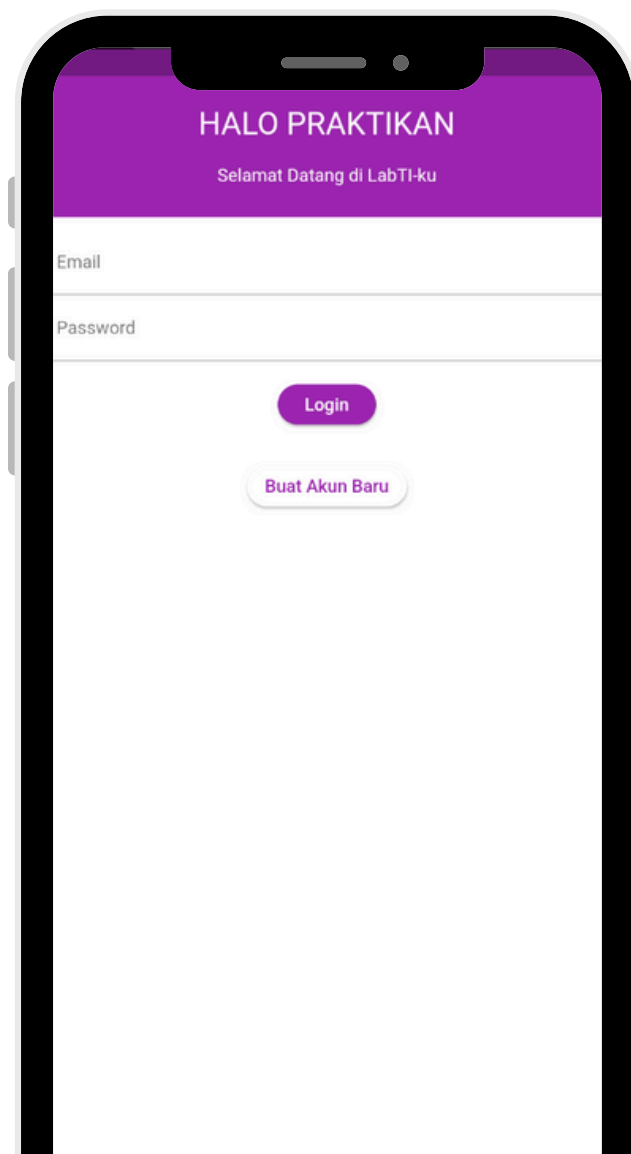 HALO PRAKTIKAN
Selamat Datang di LabTI-ku
Email
Password
Login
Buat Akun Baru